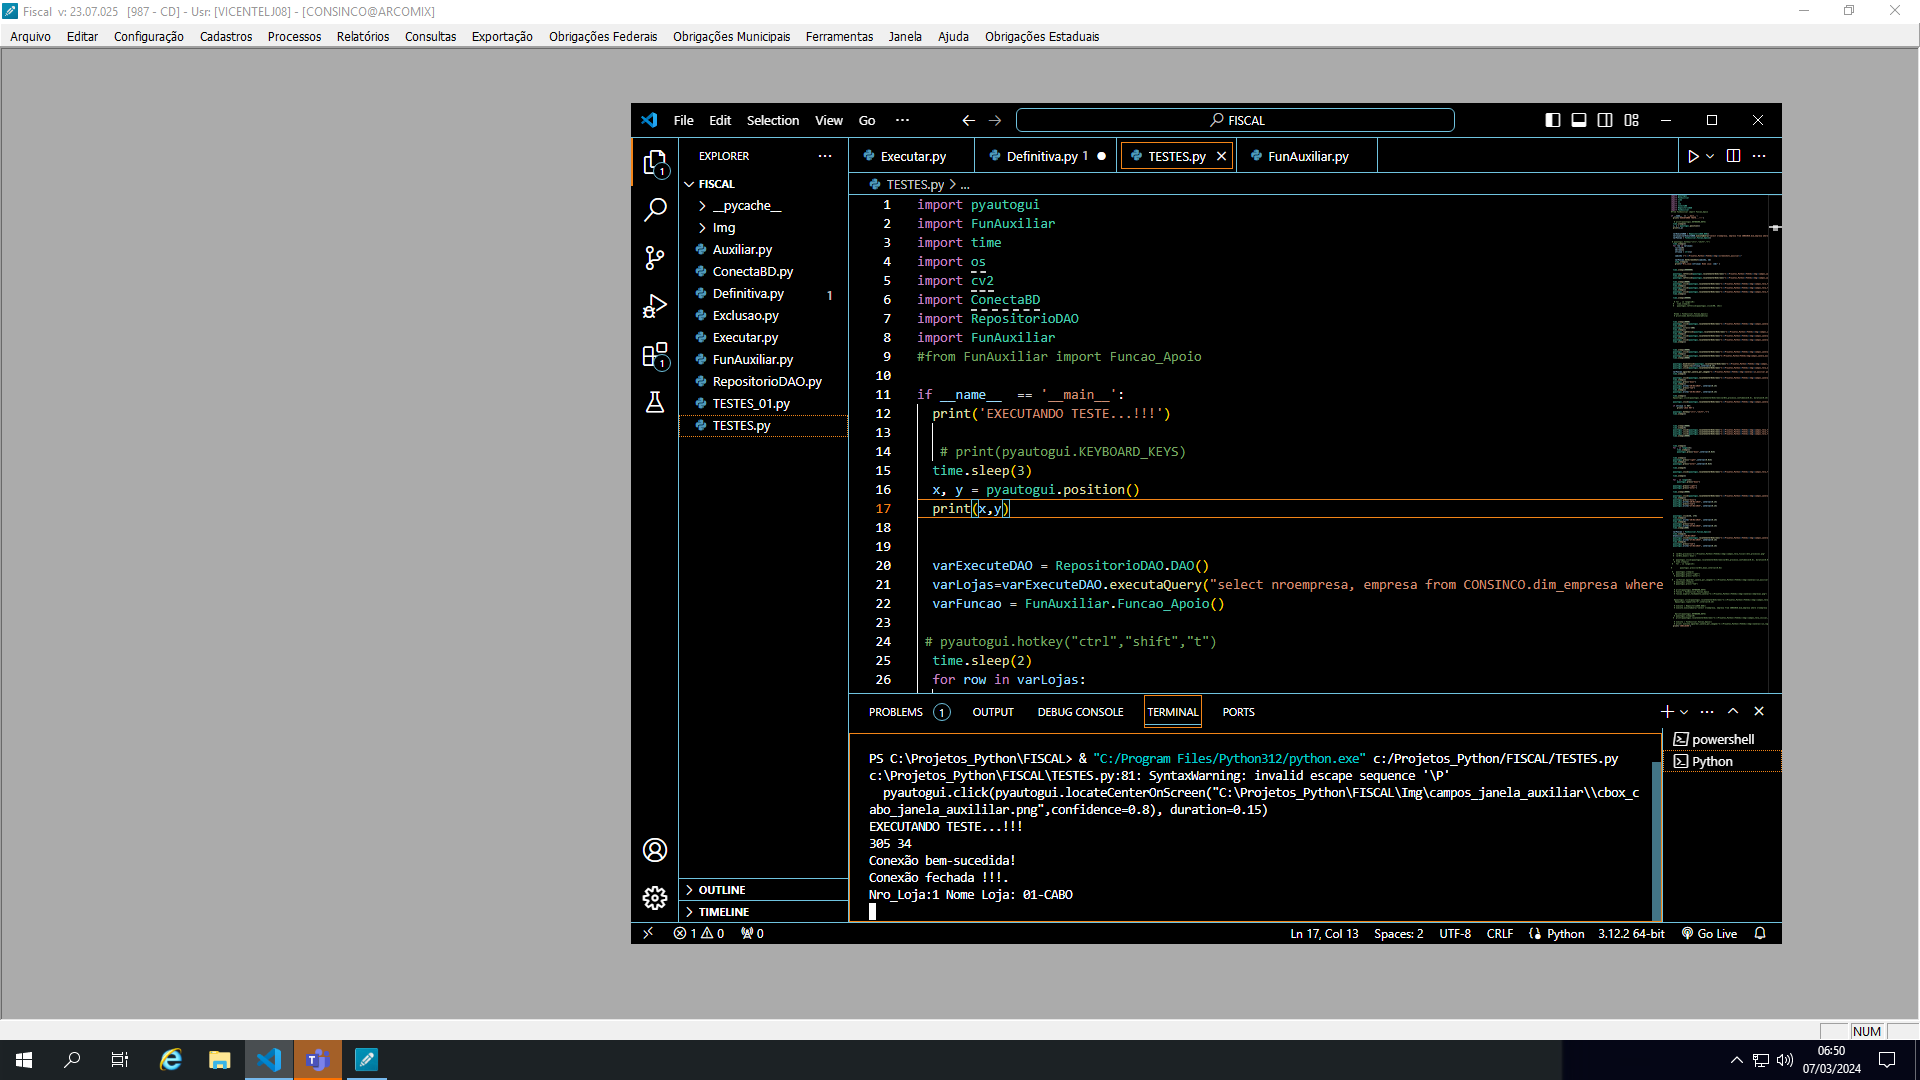 Fiscal v: 23.07.025 [987 - CD] - Usr: [VICENTELJ08] - [CONSINCO@ARCOMIX]
Arquivo Editar Configuração Cadastros Processos Relatórios Consultas Exportação Obrigações Federais Obrigações Municipais Ferramentas Janela Ajuda Obrigações Estaduais
File Edit Selection View Go ··· FISCAL
EXPLORER ···
Executar.py Definitiva.py 1 TESTES.py FunAuxiliar.py
TESTES.py > ...
FISCAL
__pycache__
Img
Auxiliar.py
ConectaBD.py
Definitiva.py 1
Exclusao.py
Executar.py
FunAuxiliar.py
RepositorioDAO.py
TESTES_01.py
TESTES.py
OUTLINE
TIMELINE
1
1
1 import pyautogui
2 import FunAuxiliar
3 import time
4 import os
5 import cv2
6 import ConectaBD
7 import RepositorioDAO
8 import FunAuxiliar
9 #from FunAuxiliar import Funcao_Apoio
10
11 if __name__ == '__main__':
12 print('EXECUTANDO TESTE...!!!')
13
14 # print(pyautogui.KEYBOARD_KEYS)
15 time.sleep(3)
16 x, y = pyautogui.position()
17 print(x,y)
18
19
20 varExecuteDAO = RepositorioDAO.DAO()
21 varLojas=varExecuteDAO.executaQuery("select nroempresa, empresa from CONSINCO.dim_empresa where
22 varFuncao = FunAuxiliar.Funcao_Apoio()
23
24 # pyautogui.hotkey("ctrl","shift","t")
25 time.sleep(2)
26 for row in varLojas:
PROBLEMS 1 OUTPUT DEBUG CONSOLE TERMINAL PORTS
powershell
Python
PS C:\Projetos_Python\FISCAL> & "C:/Program Files/Python312/python.exe" c:/Projetos_Python/FISCAL/TESTES.py
c:\Projetos_Python\FISCAL\TESTES.py:81: SyntaxWarning: invalid escape sequence '\P'
pyautogui.click(pyautogui.locateCenterOnScreen("C:\Projetos_Python\FISCAL\Img\campos_janela_auxiliar\\cbox_c
abo_janela_auxililar.png",confidence=0.8), duration=0.15)
EXECUTANDO TESTE...!!!
305 34
Conexão bem-sucedida!
Conexão fechada !!!.
Nro_Loja:1 Nome Loja: 01-CABO
1 0 0 Ln 17, Col 13 Spaces: 2 UTF-8 CRLF Python 3.12.2 64-bit Go Live
NUM
06:50
07/03/2024